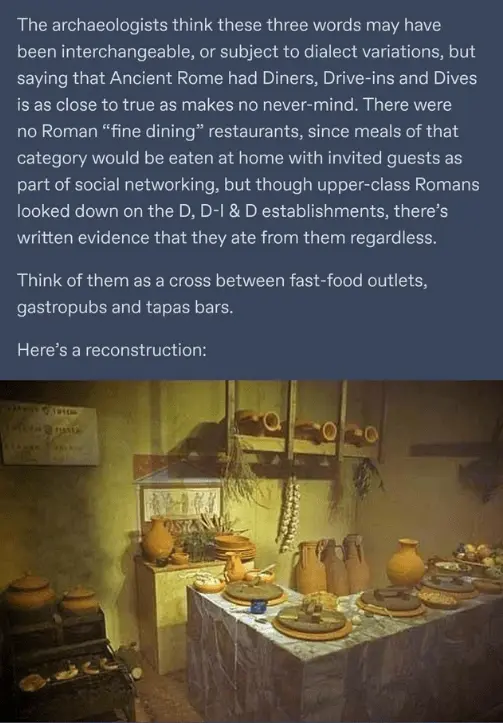 The archaeologists think these three words may have
been interchangeable, or subject to dialect variations, but
saying that Ancient Rome had Diners, Drive-ins and Dives
is as close to true as makes no never-mind. There were
no Roman “fine dining” restaurants, since meals of that
category would be eaten at home with invited guests as
part of social networking, but though upper-class Romans
looked down on the D, D-I & D establishments, there’s
written evidence that they ate from them regardless.
Think of them as a cross between fast-food outlets,
gastropubs and tapas bars.
Here’s a reconstruction: